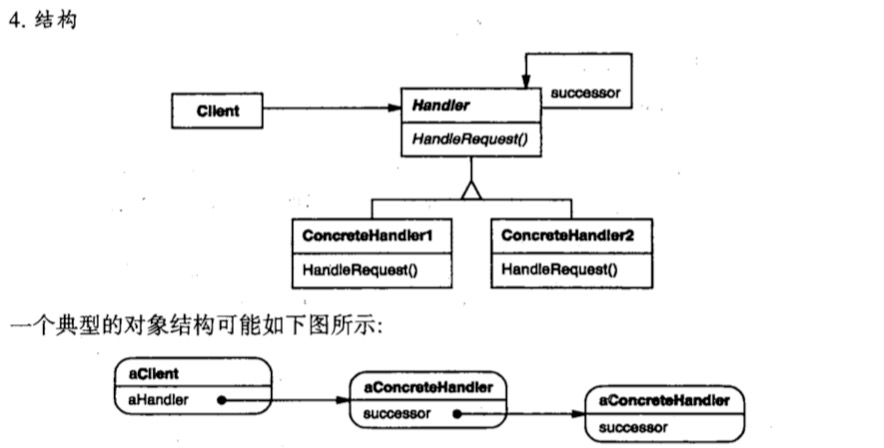 4. 结构
successor
Client
Handler
HandleRequest()
ConcreteHandler1
ConcreteHandler2
HandleRequest()
HandleRequest()
一个典型的对象结构可能如下图所示:
aClient
aHandler
aConcreteHandler
successor
aConcreteHandler
successor